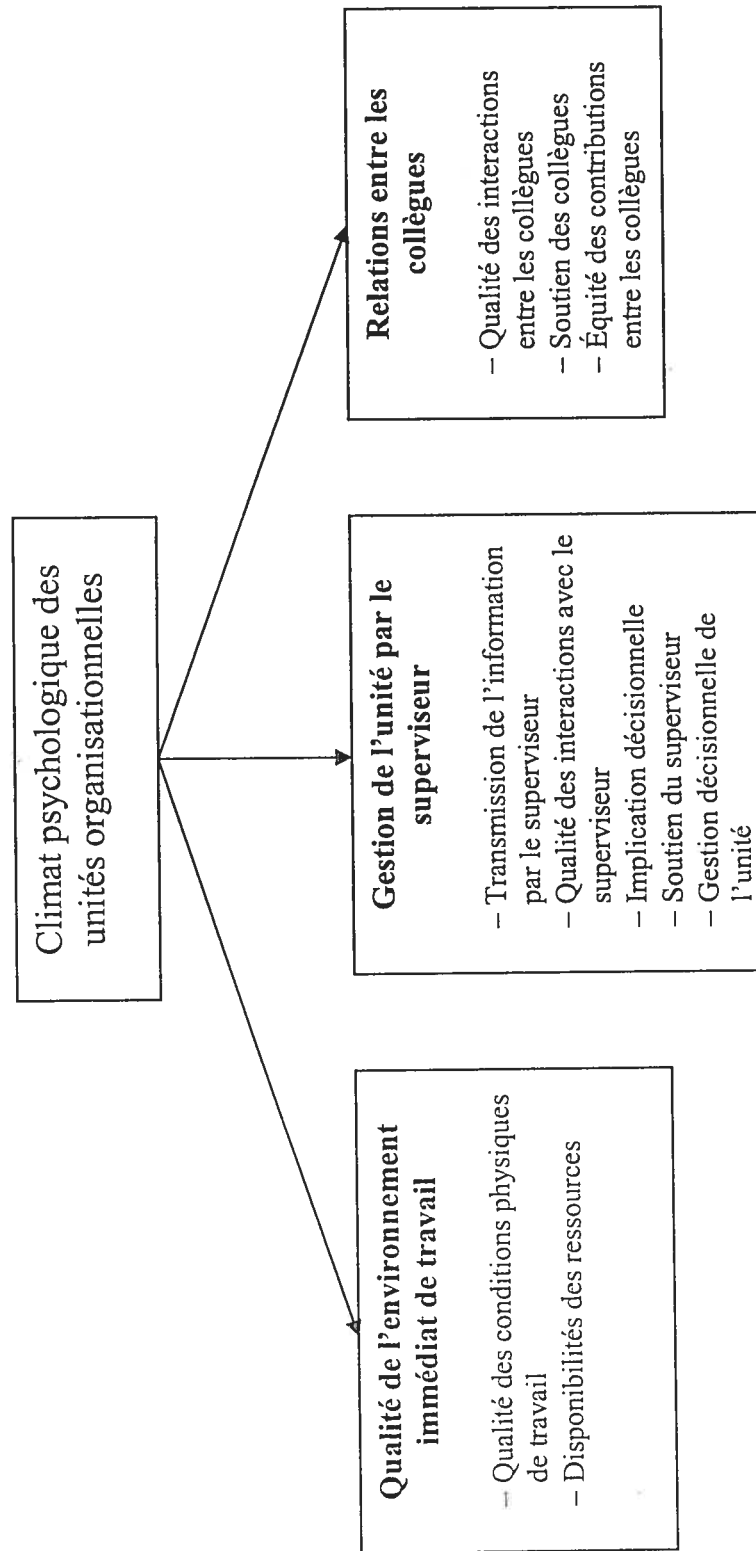 Climat psychologique des
unités organisationnelles
Qualité de l'environnement
immédiat de travail
– Qualité des conditions physiques
de travail
– Disponibilités des ressources
Gestion de l'unité par le
superviseur
– Transmission de l'information
par le superviseur
– Qualité des interactions avec le
superviseur
– Implication décisionnelle
– Soutien du superviseur
– Gestion décisionnelle de
l'unité
Relations entre les
collègues
– Qualité des interactions
entre les collègues
– Soutien des collègues
– Équité des contributions
entre les collègues